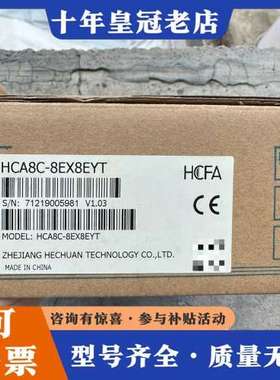 十年皇冠老店
HCA8C-8EX8EYT
HCFA
S/N: 71219005981 V1.03
CE
MODEL: HCA8C-8EX8EYT
ZHEJIANG HECHUAN TECHNOLOGY CO.,LTD.
MADE IN CHINA
咨询有惊喜·参与补贴活动
可
票
型号齐全·质量保证